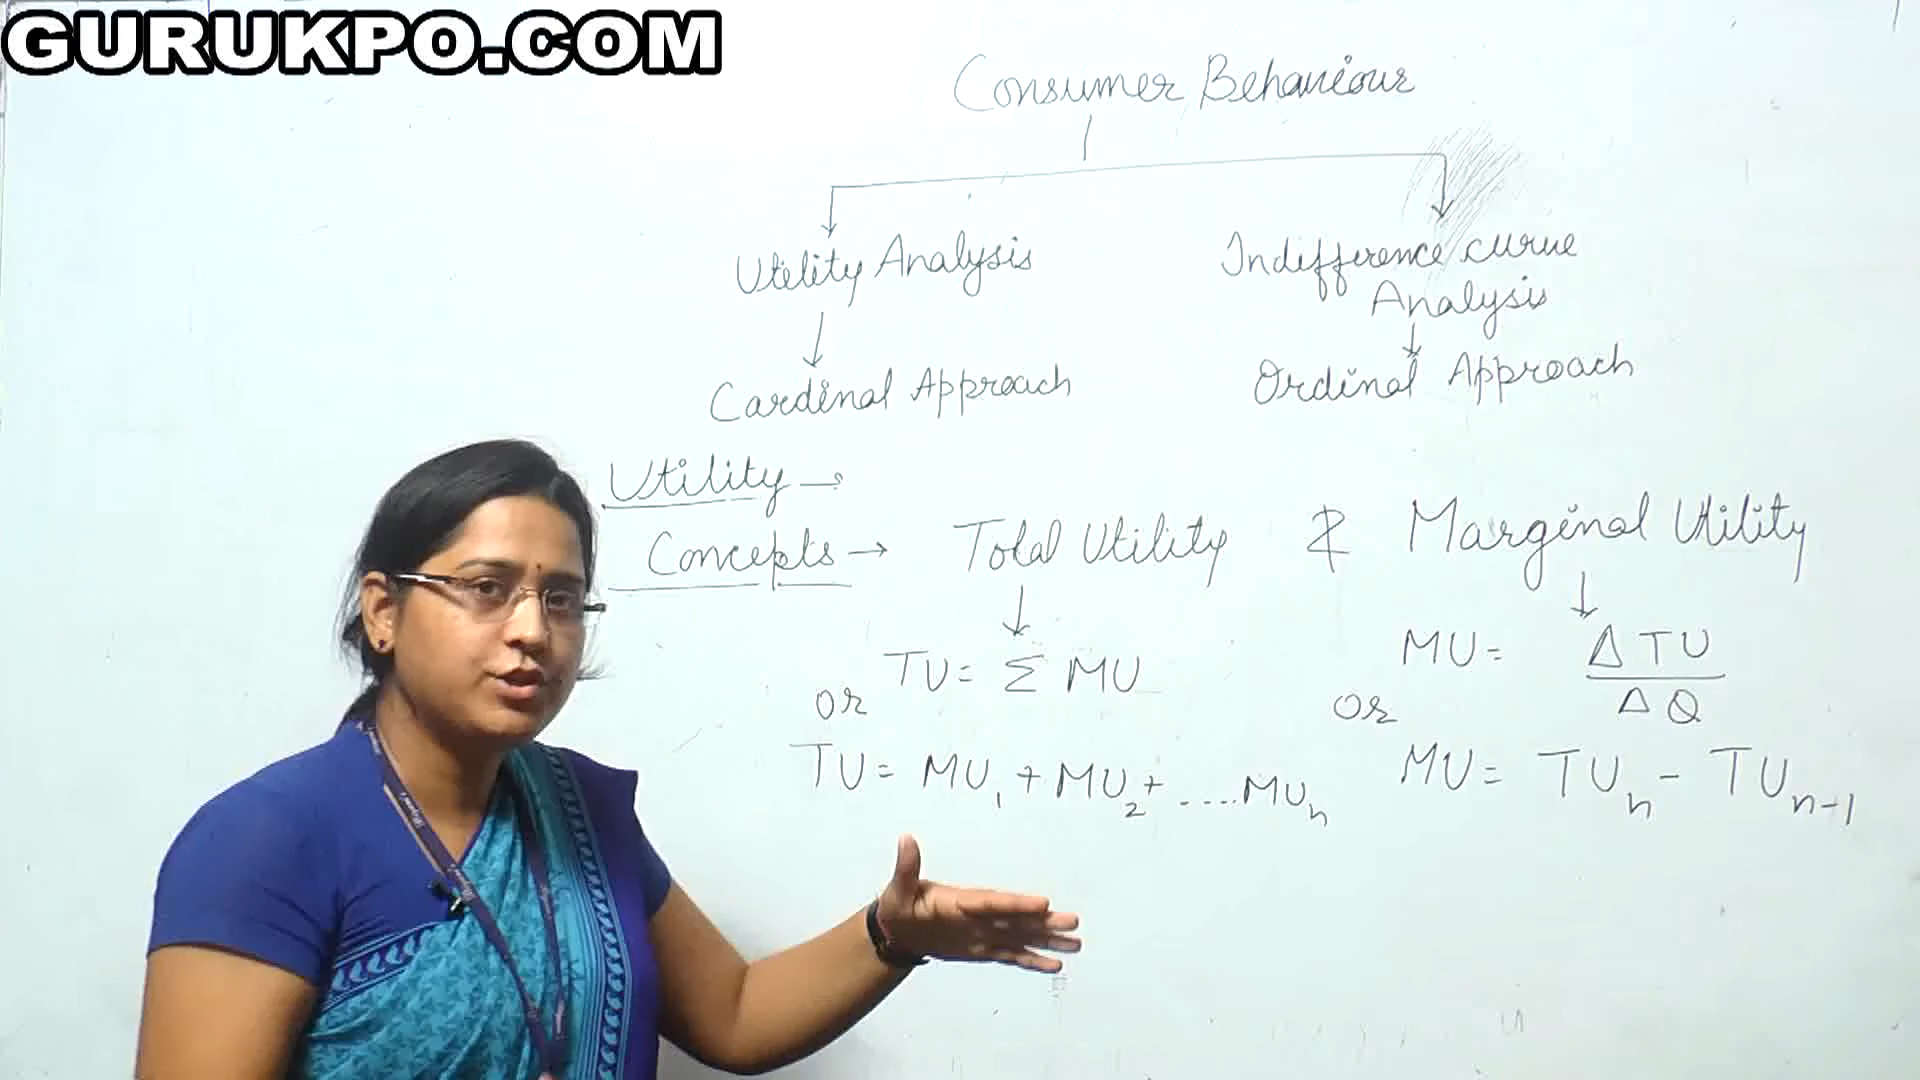 GURUKPO.COM
Consumer Behaviour
Utility Analysis
Indifference curve
Analysis
Cardinal Approach
Ordinal Approach
Utility →
Concepts → Total Utility & Marginal Utility
TU = Σ MU
MU = ΔTU / ΔQ
or
or
TU = MU₁ + MU₂ + ..... MUₙ
MU = TUₙ - TUₙ₋₁